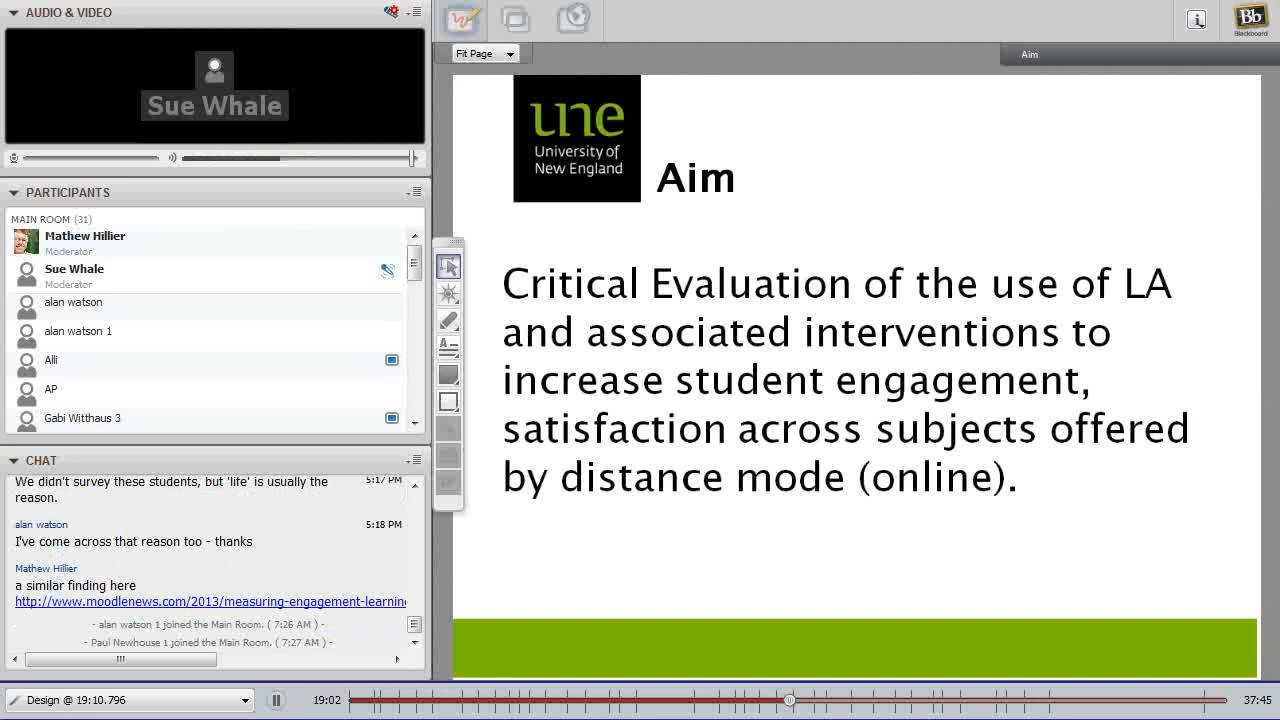 AUDIO & VIDEO
Sue Whale
PARTICIPANTS
MAIN ROOM (31)
Mathew Hillier
Moderator
Sue Whale
Moderator
alan watson
alan watson 1
Alli
AP
Gabi Witthaus 3
CHAT
We didn't survey these students, but 'life' is usually the 5:17 PM
reason.
alan watson 5:18 PM
I've come across that reason too - thanks
Mathew Hillier
a similar finding here
http://www.moodlenews.com/2013/measuring-engagement-learning
- alan watson 1 joined the Main Room. ( 7:26 AM ) -
- Paul Newhouse 1 joined the Main Room. ( 7:27 AM ) -
Design @ 19:10.796
19:02
37:45
Fit Page
Aim
Bb
Blackboard
une
University of
New England
Aim
Critical Evaluation of the use of LA
and associated interventions to
increase student engagement,
satisfaction across subjects offered
by distance mode (online).